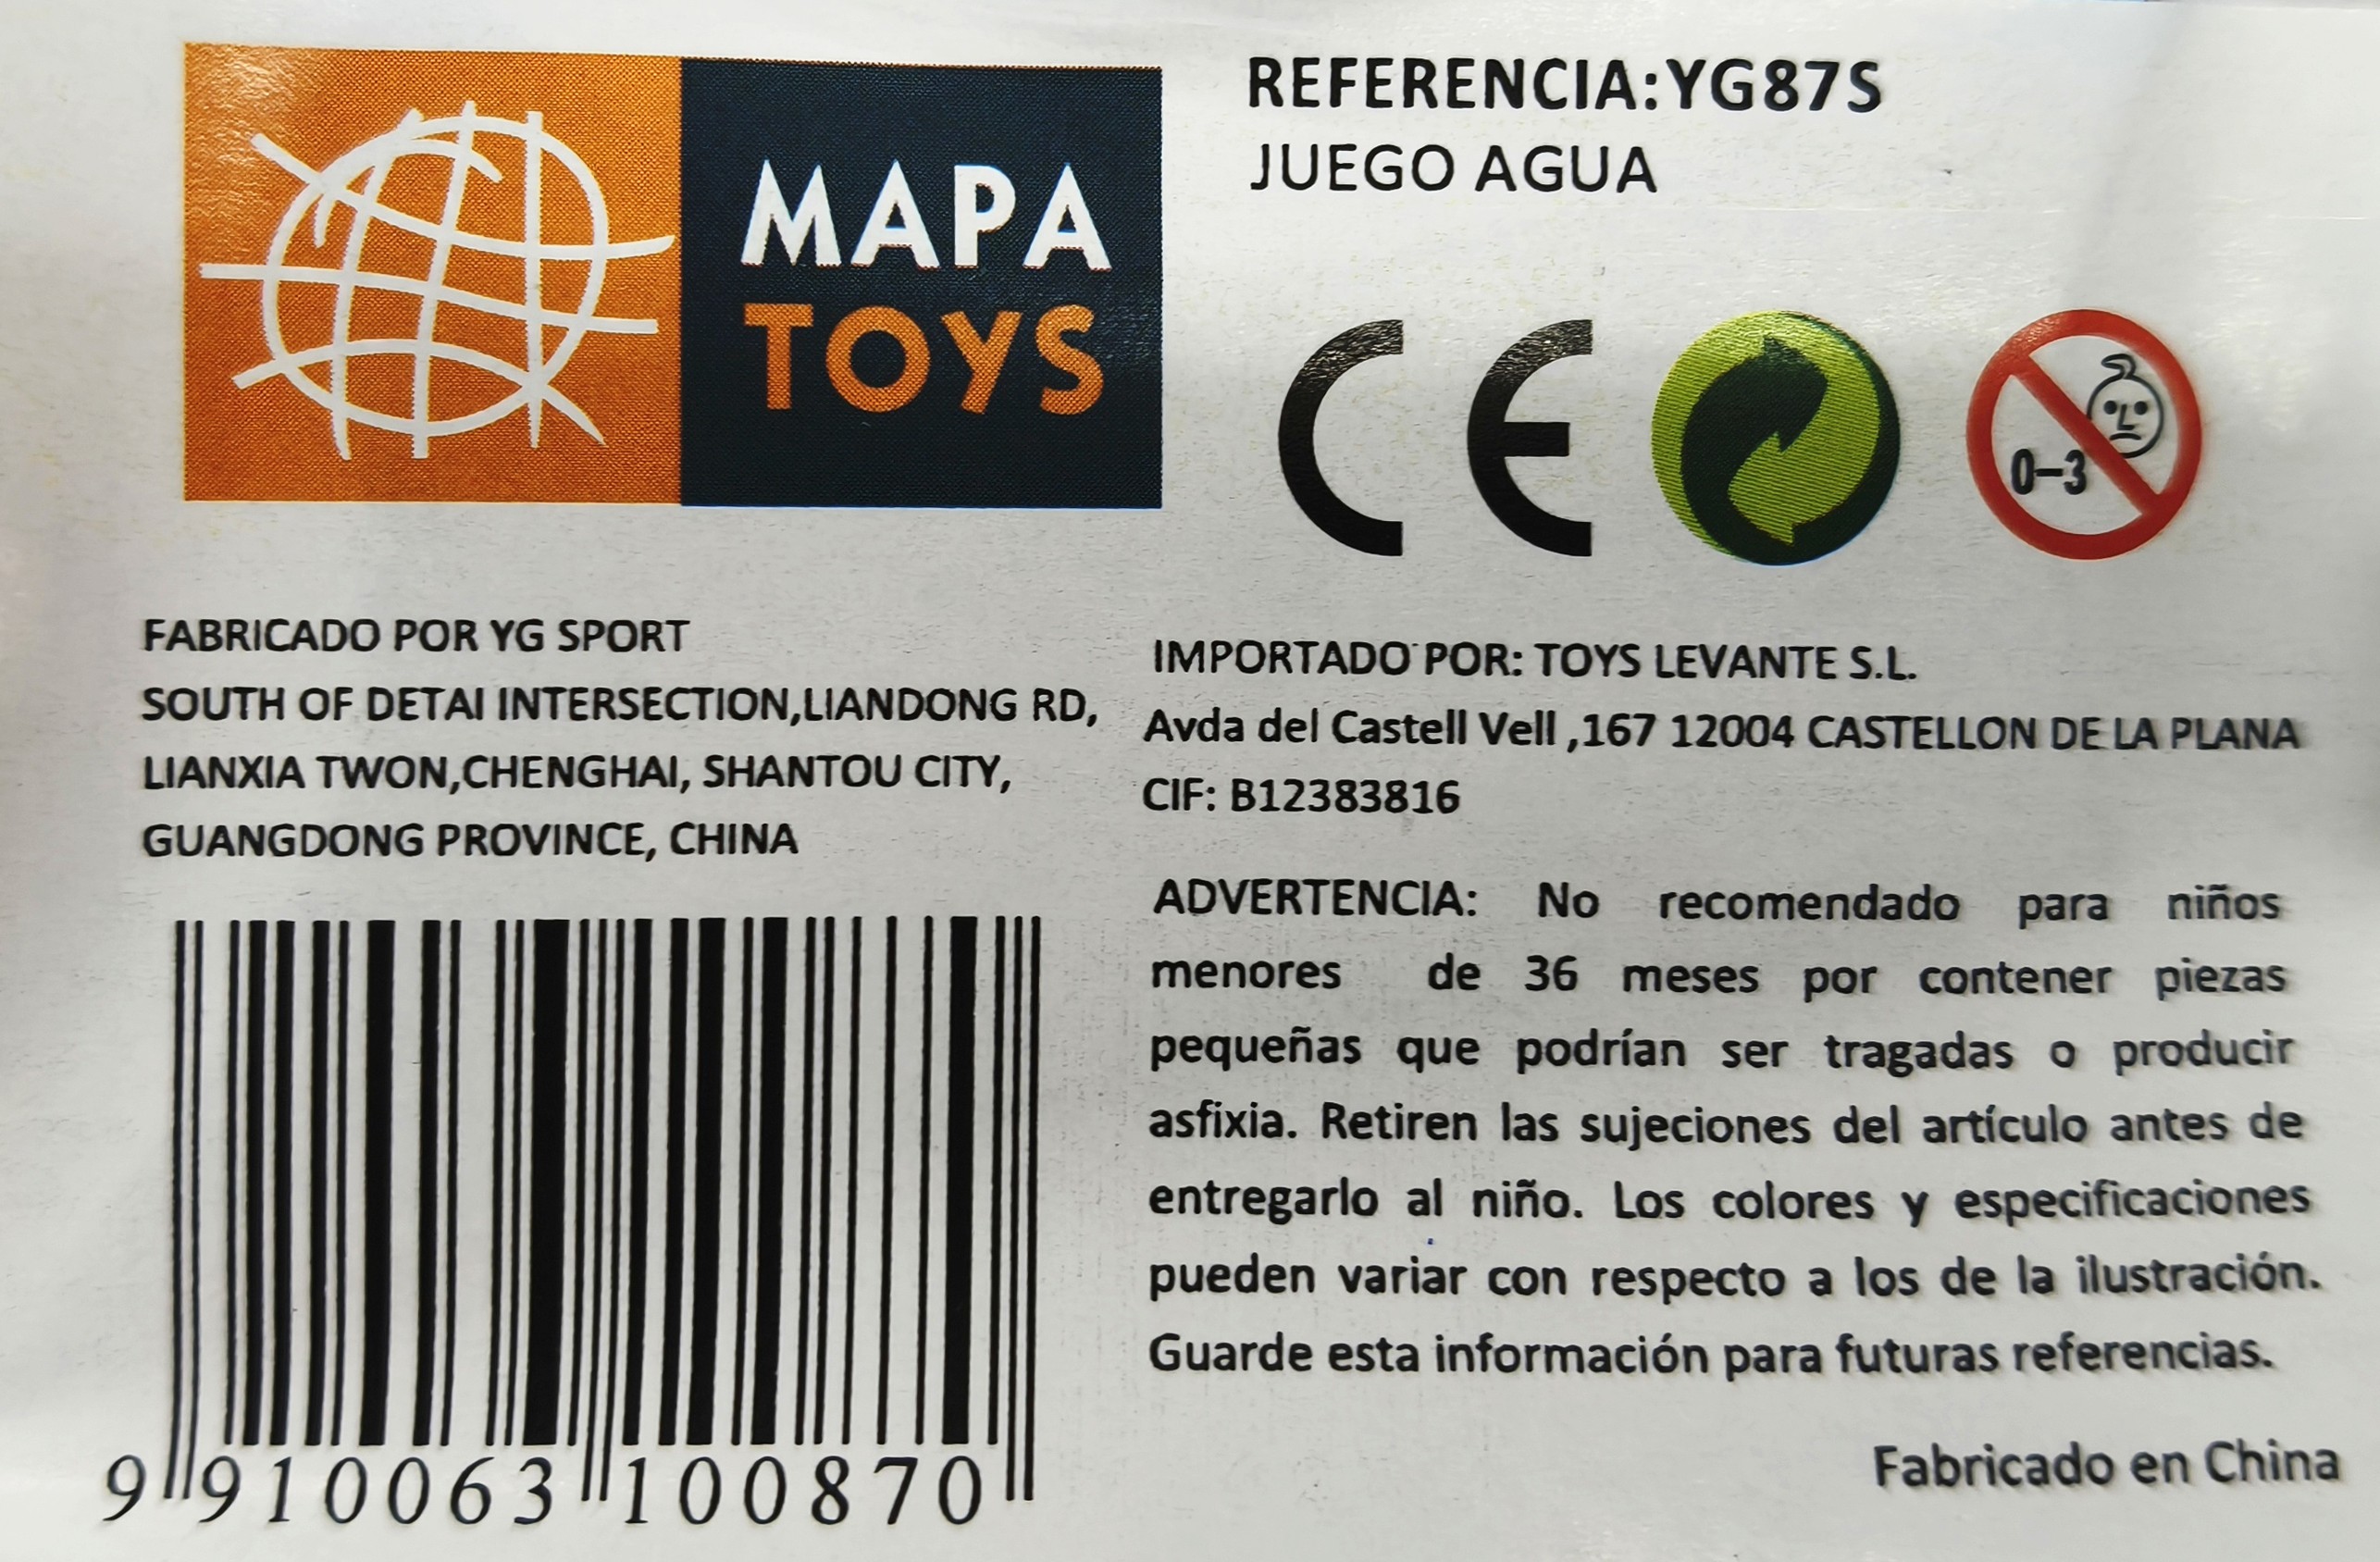 MAPA
TOYS
REFERENCIA:YG87S
JUEGO AGUA
CE
0-3
FABRICADO POR YG SPORT
SOUTH OF DETAI INTERSECTION,LIANDONG RD,
LIANXIA TWON,CHENGHAI, SHANTOU CITY,
GUANGDONG PROVINCE, CHINA
IMPORTADO POR: TOYS LEVANTE S.L.
Avda del Castell Vell ,167 12004 CASTELLON DE LA PLANA
CIF: B12383816
ADVERTENCIA: No recomendado para niños
menores de 36 meses por contener piezas
pequeñas que podrían ser tragadas o producir
asfixia. Retiren las sujeciones del artículo antes de
entregarlo al niño. Los colores y especificaciones
pueden variar con respecto a los de la ilustración.
Guarde esta información para futuras referencias.
Fabricado en China
9 910063 100870